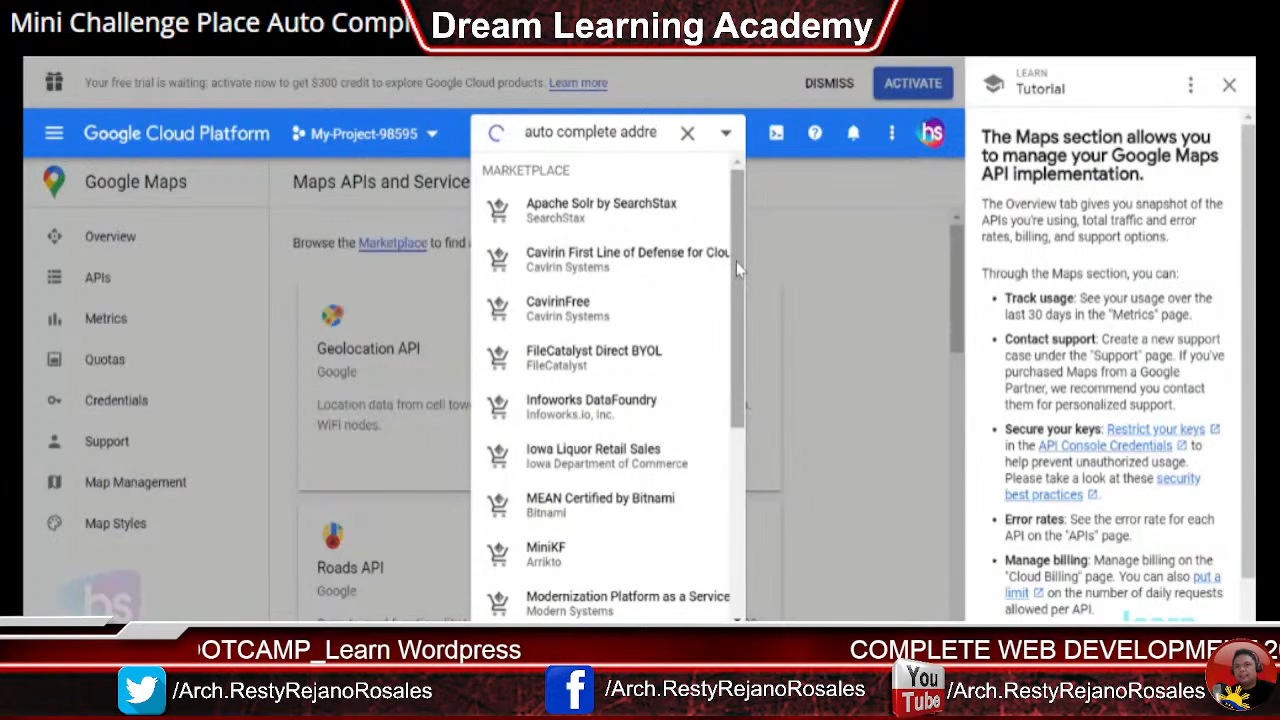 Mini Challenge Place Auto Compl
Dream Learning Academy
Your free trial is waiting: activate now to get $300 credit to explore Google Cloud products. Learn more
DISMISS
ACTIVATE
LEARN
Tutorial
Google Cloud Platform
My-Project-98595
auto complete addre
hs
Google Maps
Maps APIs and Service
Browse the Marketplace to find
Overview
APIs
Metrics
Quotas
Credentials
Support
Map Management
Map Styles
Geolocation API
Google
Location data from cell tow
WiFi nodes.
Roads API
Google
MARKETPLACE
Apache Solr by SearchStax
SearchStax
Cavirin First Line of Defense for Clou
Cavirin Systems
CavirinFree
Cavirin Systems
FileCatalyst Direct BYOL
FileCatalyst
Infoworks DataFoundry
Infoworks.io, Inc.
Iowa Liquor Retail Sales
Iowa Department of Commerce
MEAN Certified by Bitnami
Bitnami
MiniKF
Arrikto
Modernization Platform as a Service
Modern Systems
The Maps section allows you
to manage your Google Maps
API implementation.
The Overview tab gives you snapshot of the
APIs you're using, total traffic and error
rates, billing, and support options.
Through the Maps section, you can:
• Track usage: See your usage over the
last 30 days in the "Metrics" page.
• Contact support: Create a new support
case under the "Support" page. If you've
purchased Maps from a Google
Partner, we recommend you contact
them for personalized support.
• Secure your keys: Restrict your keys
in the API Console Credentials to
help prevent unauthorized usage.
Please take a look at these security
best practices.
• Error rates: See the error rate for each
API on the "APIs" page.
• Manage billing: Manage billing on the
"Cloud Billing" page. You can also put a
limit on the number of daily requests
allowed per API.
hs
OOTCAMP_Learn Wordpress
COMPLETE WEB DEVELOPMENT 2
/Arch.RestyRejanoRosales
/Arch.RestyRejanoRosales
You
Tube
/Arch.RestyRejanoRosales